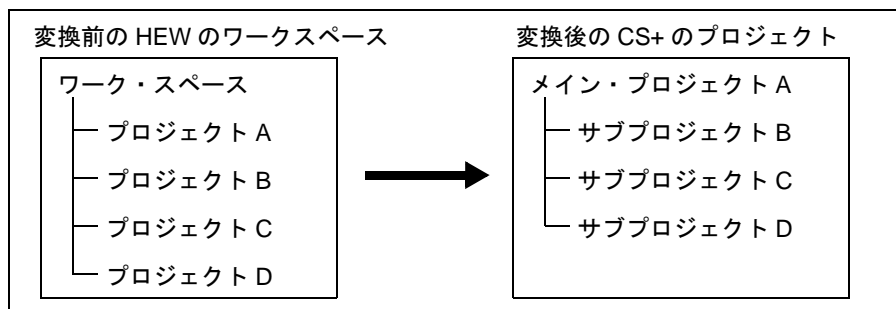 変換前の HEW のワークスペース
ワーク・スペース
プロジェクト A
プロジェクト B
プロジェクト C
プロジェクト D
変換後の CS+ のプロジェクト
メイン・プロジェクト A
サブプロジェクト B
サブプロジェクト C
サブプロジェクト D